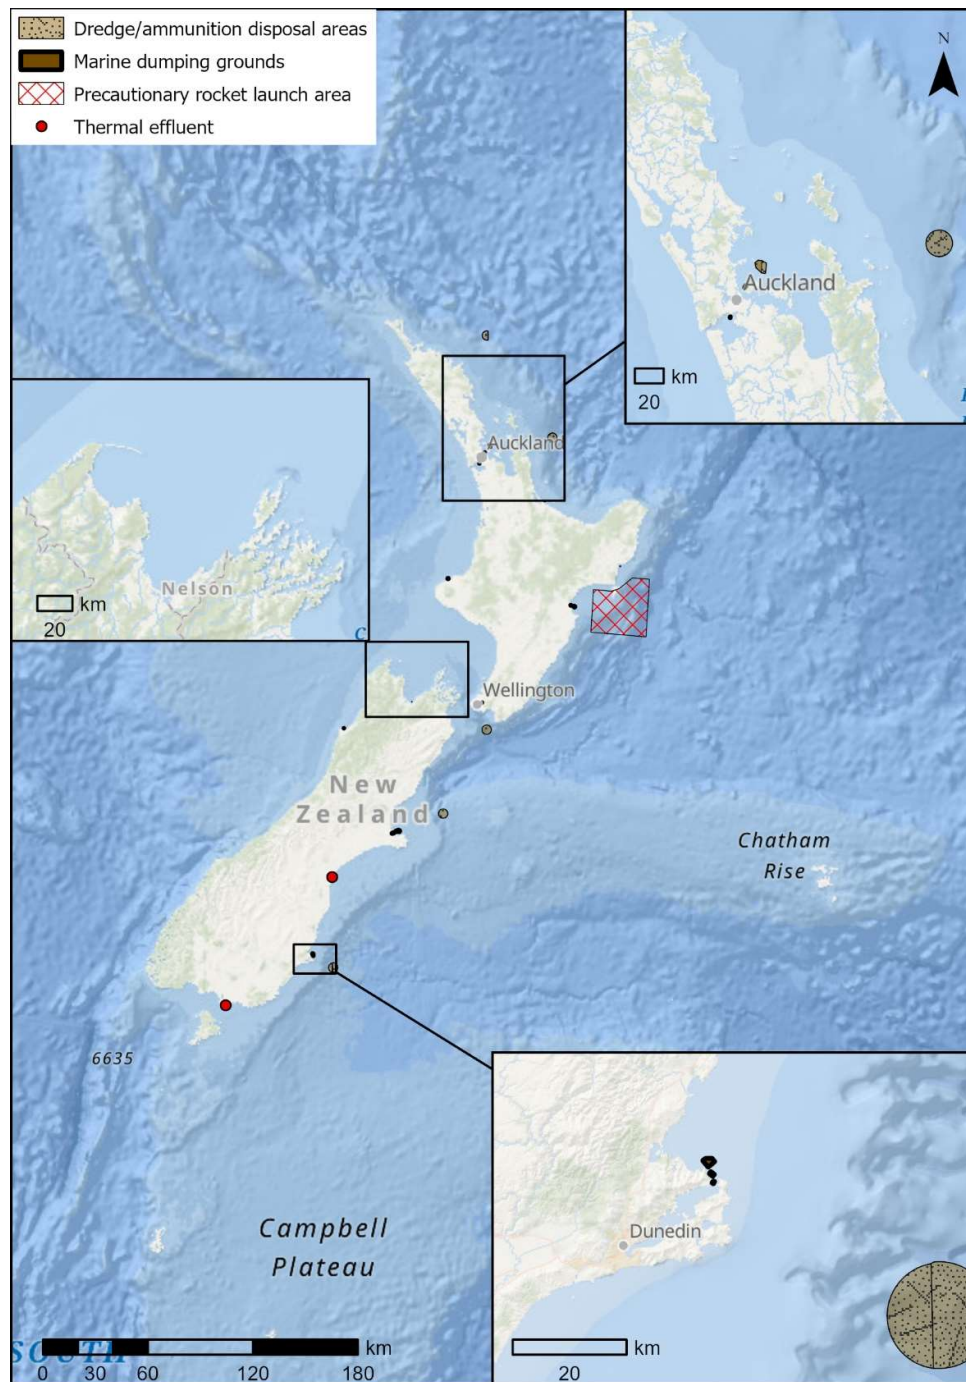 Dredge/ammunition disposal areas
Marine dumping grounds
Precautionary rocket launch area
Thermal effluent
N
Auckland
km
20
Auckland
Nelson
km
20
C
Wellington
New
Zealand
Chatham
Rise
6635
Dunedin
Campbell
Plateau
SOUTH
km
0 30 60 120 180
20
km